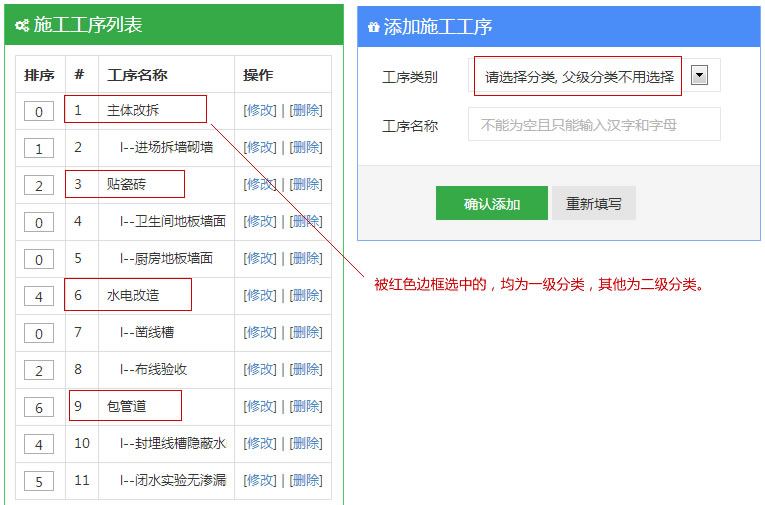 施工工序列表
排序 # 工序名称 操作
0 1 主体改拆 [修改] | [删除]
1 2 l--进场拆墙砌墙 [修改] | [删除]
2 3 贴瓷砖 [修改] | [删除]
0 4 l--卫生间地板墙面 [修改] | [删除]
0 5 l--厨房地板墙面 [修改] | [删除]
4 6 水电改造 [修改] | [删除]
0 7 l--凿线槽 [修改] | [删除]
2 8 l--布线验收 [修改] | [删除]
6 9 包管道 [修改] | [删除]
4 10 l--封埋线槽隐蔽水 [修改] | [删除]
5 11 l--闭水实验无渗漏 [修改] | [删除]
添加施工工序
工序类别 请选择分类, 父级分类不用选择
工序名称 不能为空且只能输入汉字和字母
确认添加 重新填写
被红色边框选中的，均为一级分类，其他为二级分类。